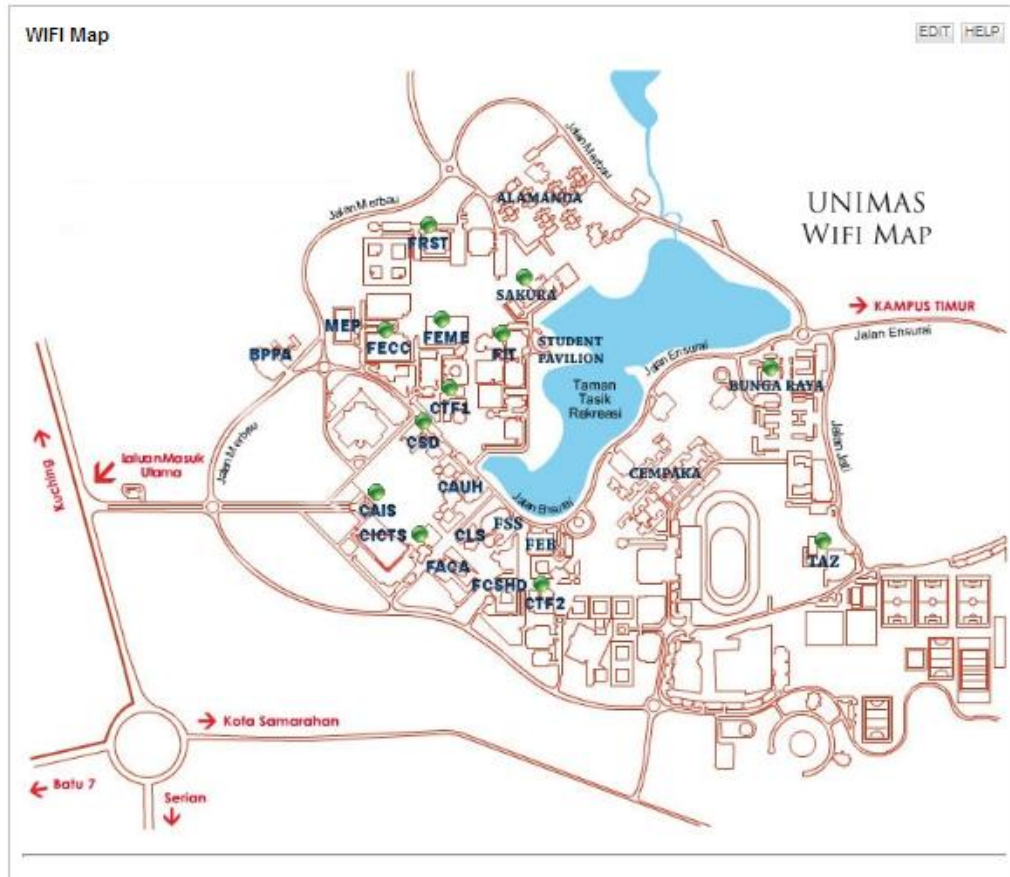 WIFI Map
EDIT
HELP
Jalan Merbau
ALAMANDA
UNIMAS
WIFI MAP
Jalan Merbau
FRST
SAKURA
KAMPUS TIMUR
Jalan Ensurai
MEP
FECC
FEME
FIT
STUDENT
PAVILION
BPPA
Jalan Ensurai
BUNGA RAYA
Taman
Tasik
Rekreasi
CTF1
CSD
Jalan Merbau
Jalan Jati
Kuching
Laluan Masuk
Utama
CAUH
CEMPAKA
Jalan Ensurai
CAIS
CICTS
CLS
FSS
FEB
TAZ
FACA
FCSHD
CTF2
Kota Samarahan
Batu 7
Serian